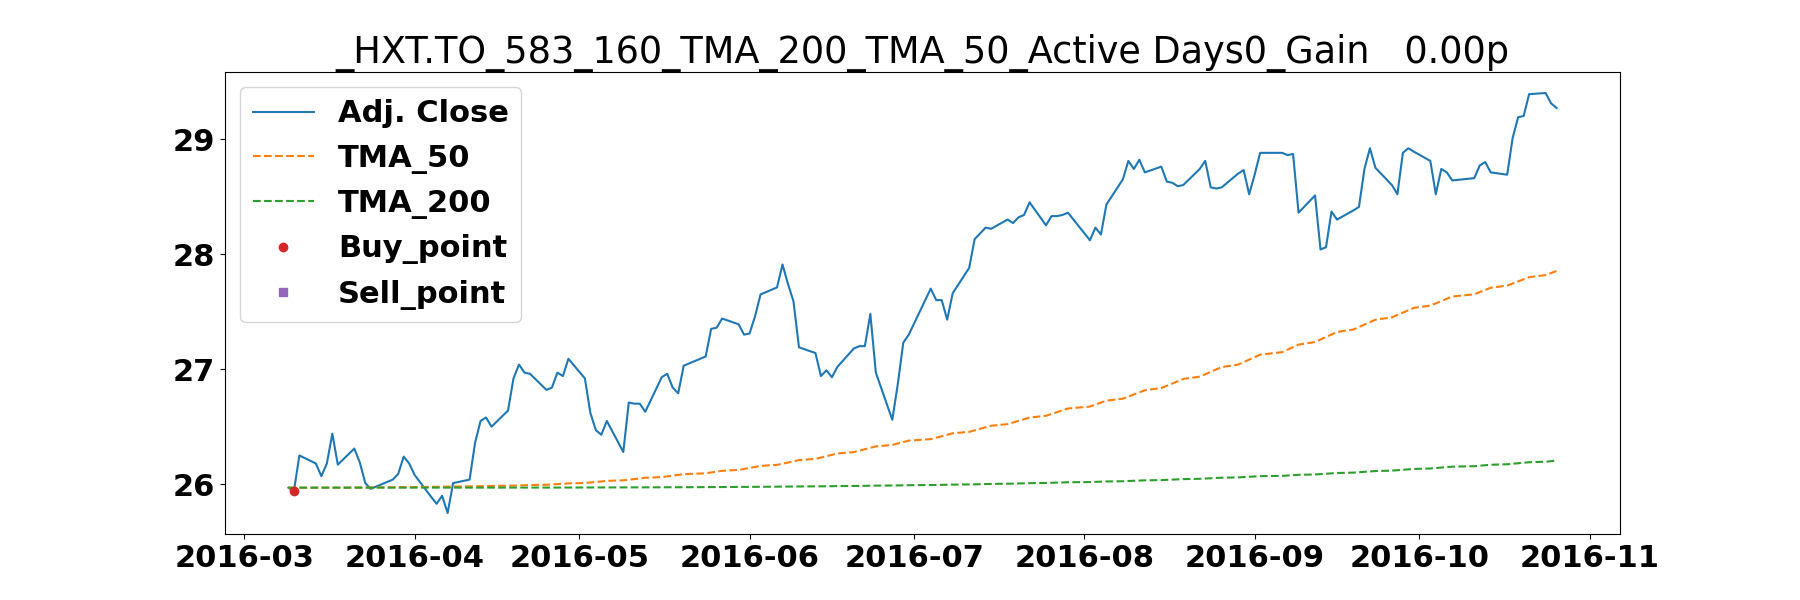 _HXT.TO_583_160_TMA_200_TMA_50_Active Days0_Gain   0.00p
Adj. Close
TMA_50
TMA_200
Buy_point
Sell_point
29
28
27
26
2016-03 2016-04 2016-05 2016-06 2016-07 2016-08 2016-09 2016-10 2016-11